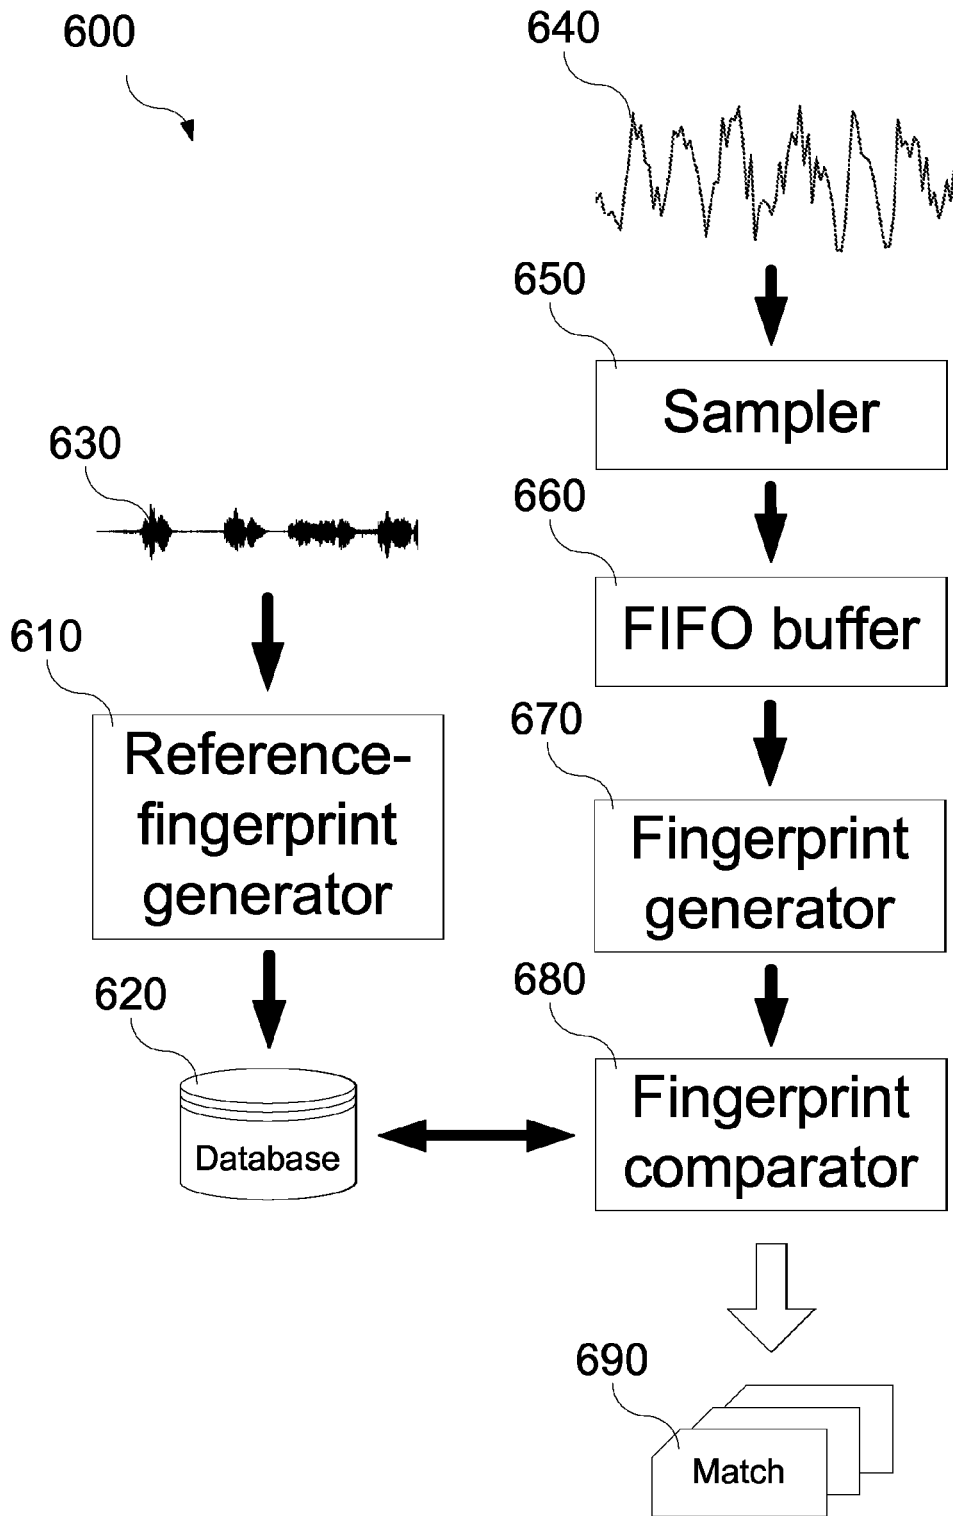 600
640
650
Sampler
630
660
FIFO buffer
610
Reference-
fingerprint
generator
670
Fingerprint
generator
620
Database
680
Fingerprint
comparator
690
Match